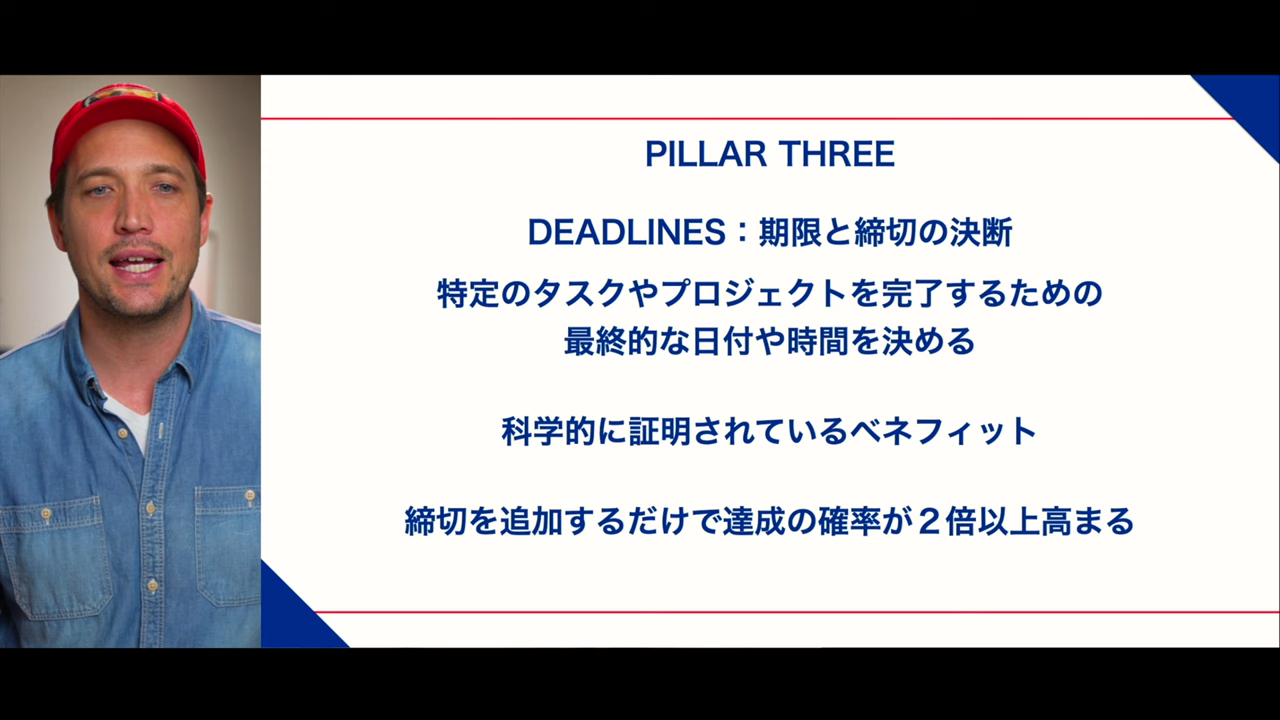 PILLAR THREE
DEADLINES：期限と締切の決断
特定のタスクやプロジェクトを完了するための
最終的な日付や時間を決める
科学的に証明されているベネフィット
締切を追加するだけで達成の確率が２倍以上高まる